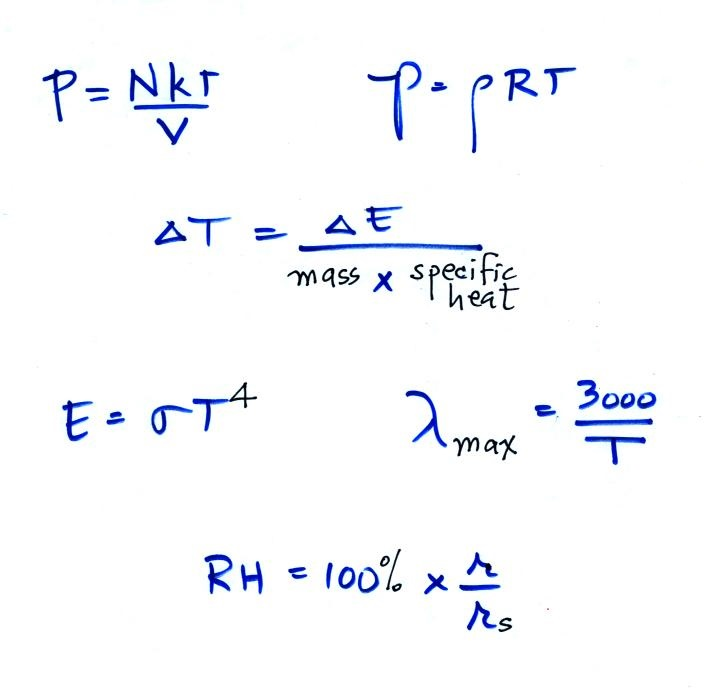 P = NkT / V    P = ρRT
ΔT = ΔE / mass x specific heat
E = σT⁴    λmax = 3000 / T
RH = 100% x r / rs